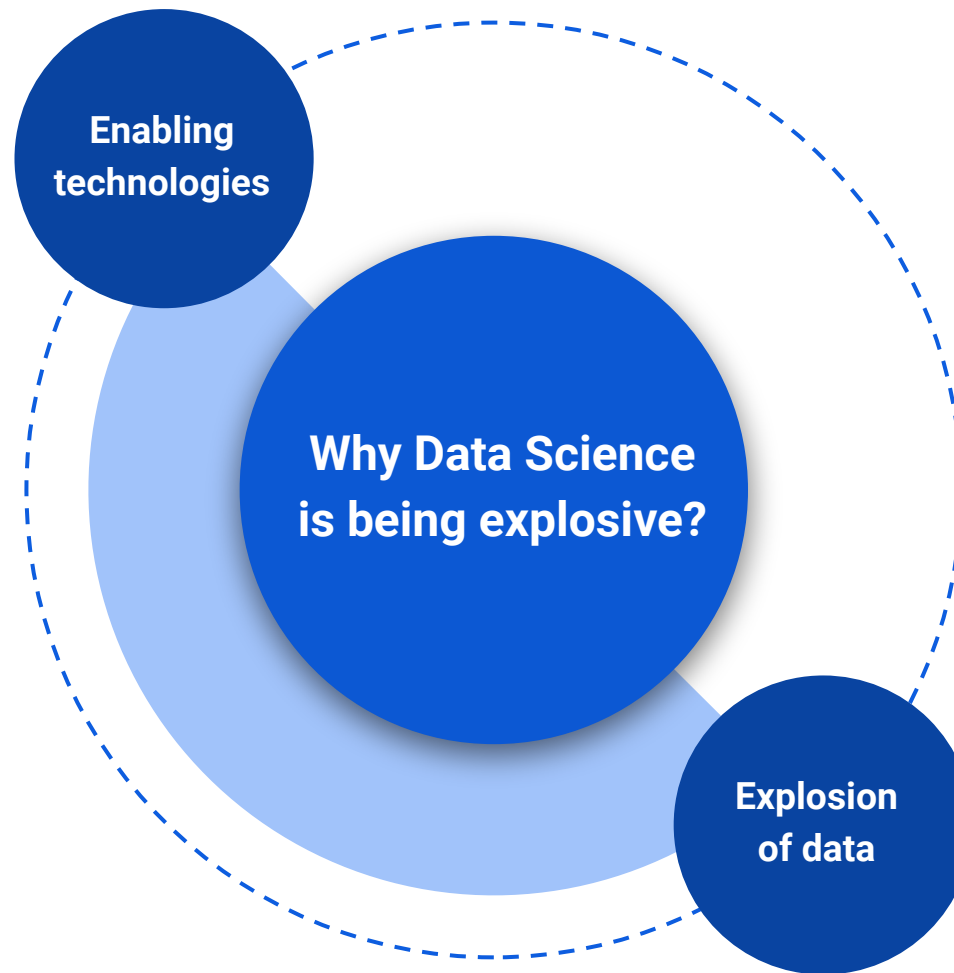 Enabling
technologies
Why Data Science
is being explosive?
Explosion
of data